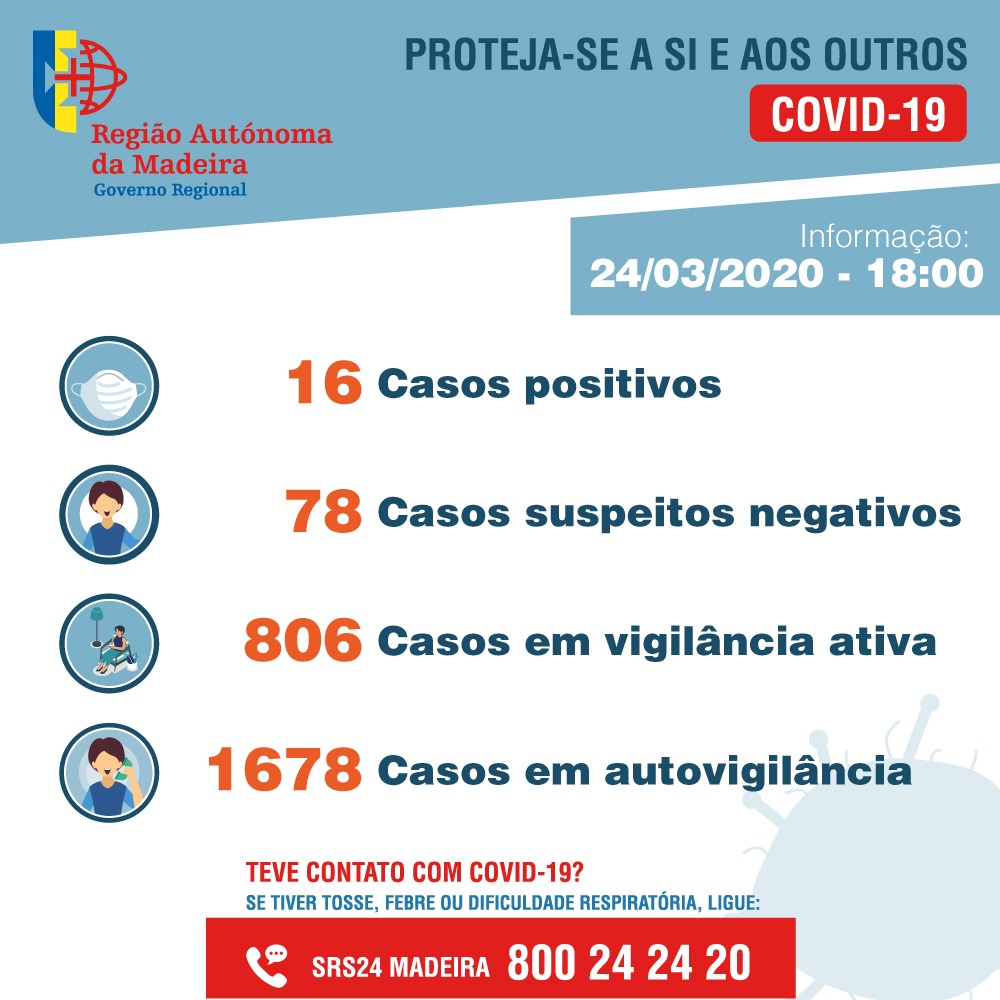 Região Autónoma
da Madeira
Governo Regional
PROTEJA-SE A SI E AOS OUTROS
COVID-19
Informação:
24/03/2020 - 18:00
16 Casos positivos
78 Casos suspeitos negativos
806 Casos em vigilância ativa
1678 Casos em autovigilância
TEVE CONTATO COM COVID-19?
SE TIVER TOSSE, FEBRE OU DIFICULDADE RESPIRATÓRIA, LIGUE:
SRS24 MADEIRA 800 24 24 20